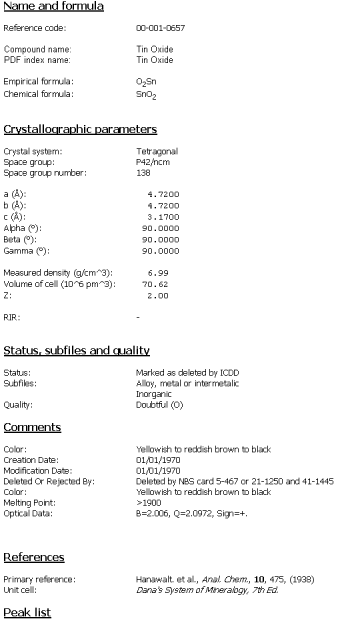 Name and formula
Reference code: 00-001-0657
Compound name: Tin Oxide
PDF index name: Tin Oxide
Empirical formula: O2Sn
Chemical formula: SnO2
Crystallographic parameters
Crystal system: Tetragonal
Space group: P42/ncm
Space group number: 138
a (Å): 4.7200
b (Å): 4.7200
c (Å): 3.1700
Alpha (°): 90.0000
Beta (°): 90.0000
Gamma (°): 90.0000
Measured density (g/cm^3): 6.99
Volume of cell (10^6 pm^3): 70.62
Z: 2.00
RIR: -
Status, subfiles and quality
Status: Marked as deleted by ICDD
Subfiles: Alloy, metal or intermetalic
Inorganic
Quality: Doubtful (O)
Comments
Color: Yellowish to reddish brown to black
Creation Date: 01/01/1970
Modification Date: 01/01/1970
Deleted Or Rejected By: Deleted by NBS card 5-467 or 21-1250 and 41-1445
Color: Yellowish to reddish brown to black
Melting Point: >1900
Optical Data: B=2.006, Q=2.0972, Sign=+.
References
Primary reference: Hanawalt. et al., Anal. Chem., 10, 475, (1938)
Unit cell: Dana's System of Mineralogy, 7th Ed.
Peak list